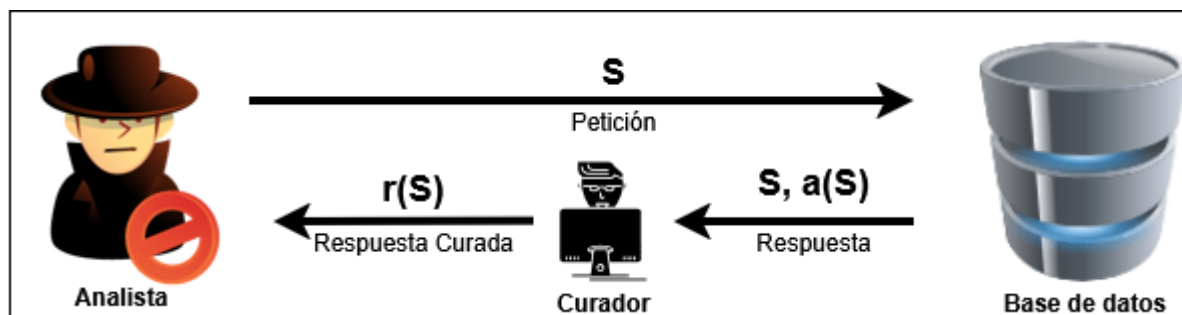 S
Petición
r(S)
Respuesta Curada
S, a(S)
Respuesta
Analista
Curador
Base de datos